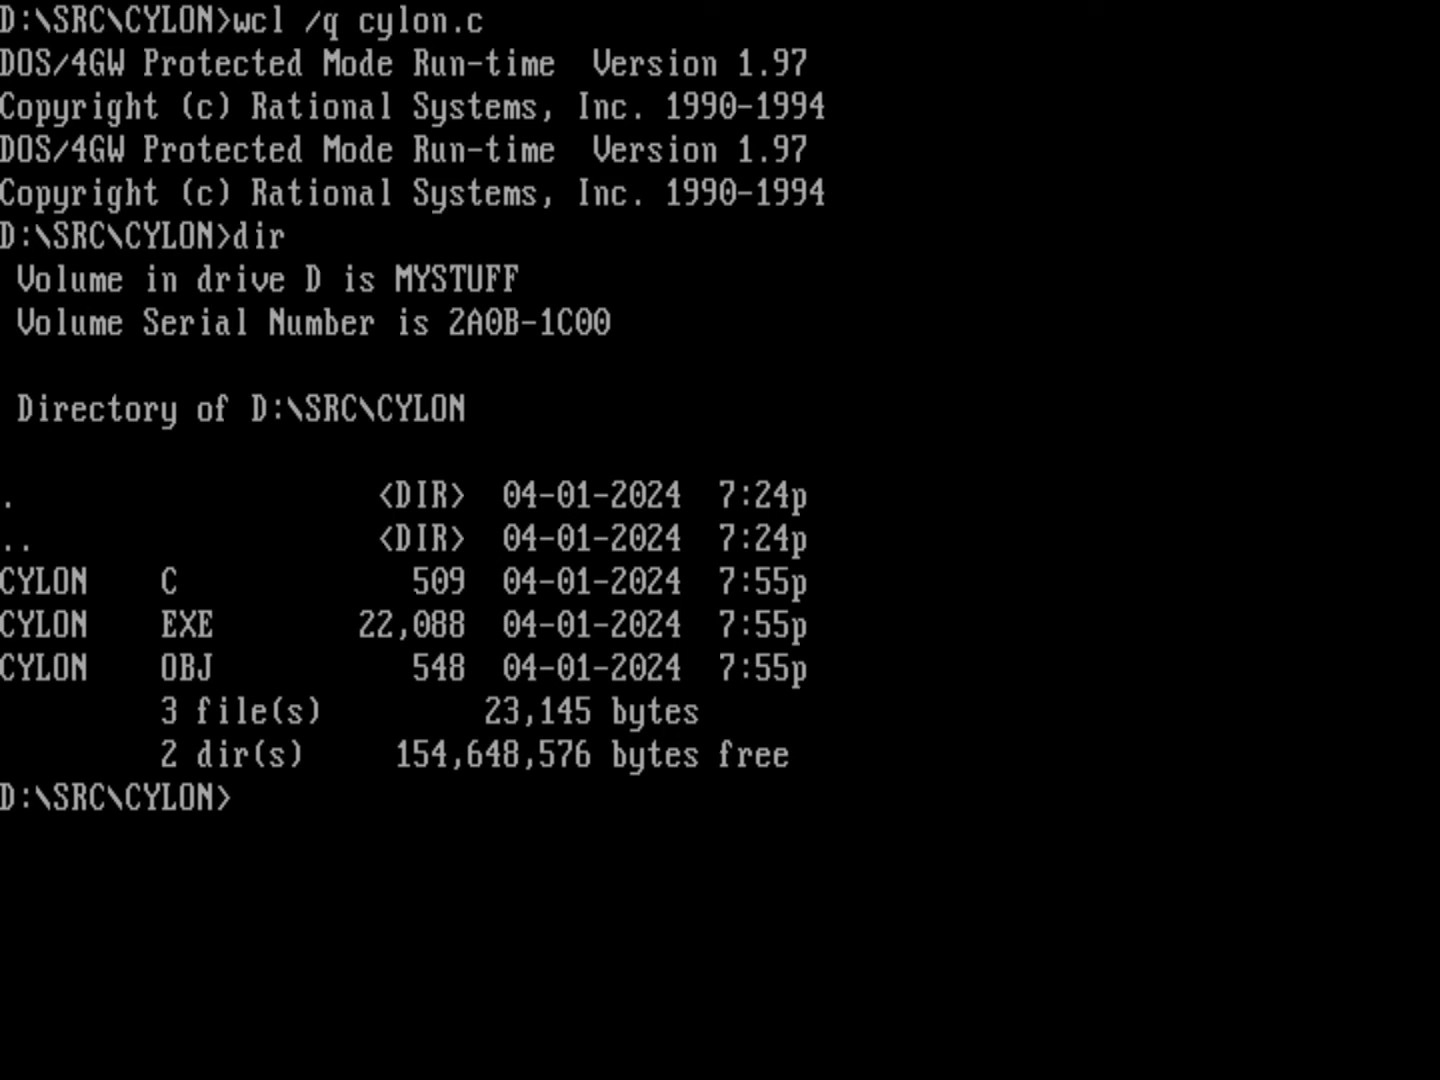 D:\SRC\CYLON>wcl /q cylon.c
DOS/4GW Protected Mode Run-time  Version 1.97
Copyright (c) Rational Systems, Inc. 1990-1994
DOS/4GW Protected Mode Run-time  Version 1.97
Copyright (c) Rational Systems, Inc. 1990-1994
D:\SRC\CYLON>dir
 Volume in drive D is MYSTUFF
 Volume Serial Number is 2A0B-1C00
 Directory of D:\SRC\CYLON
.                    <DIR>  04-01-2024  7:24p
..                   <DIR>  04-01-2024  7:24p
CYLON    C             509  04-01-2024  7:55p
CYLON    EXE        22,088  04-01-2024  7:55p
CYLON    OBJ           548  04-01-2024  7:55p
         3 file(s)         23,145 bytes
         2 dir(s)     154,648,576 bytes free
D:\SRC\CYLON>